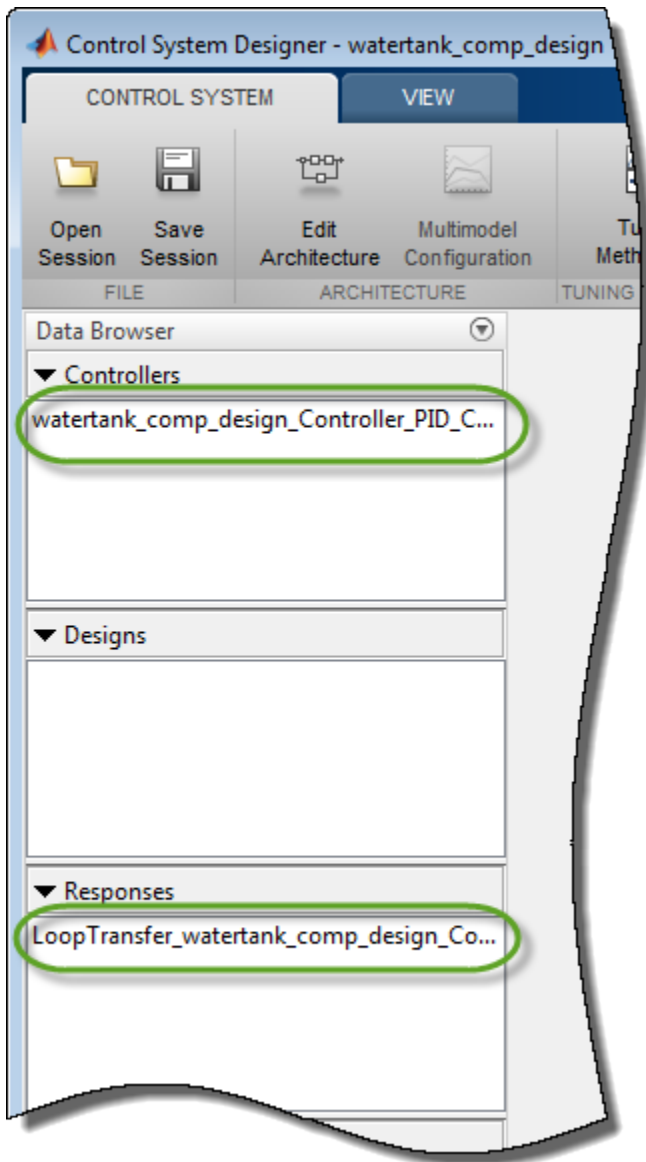 Control System Designer - watertank_comp_design
CONTROL SYSTEM VIEW
Open Session Save Session Edit Architecture Multimodel Configuration
FILE ARCHITECTURE TUNING
Data Browser
Controllers
watertank_comp_design_Controller_PID_C...
Designs
Responses
LoopTransfer_watertank_comp_design_Co...